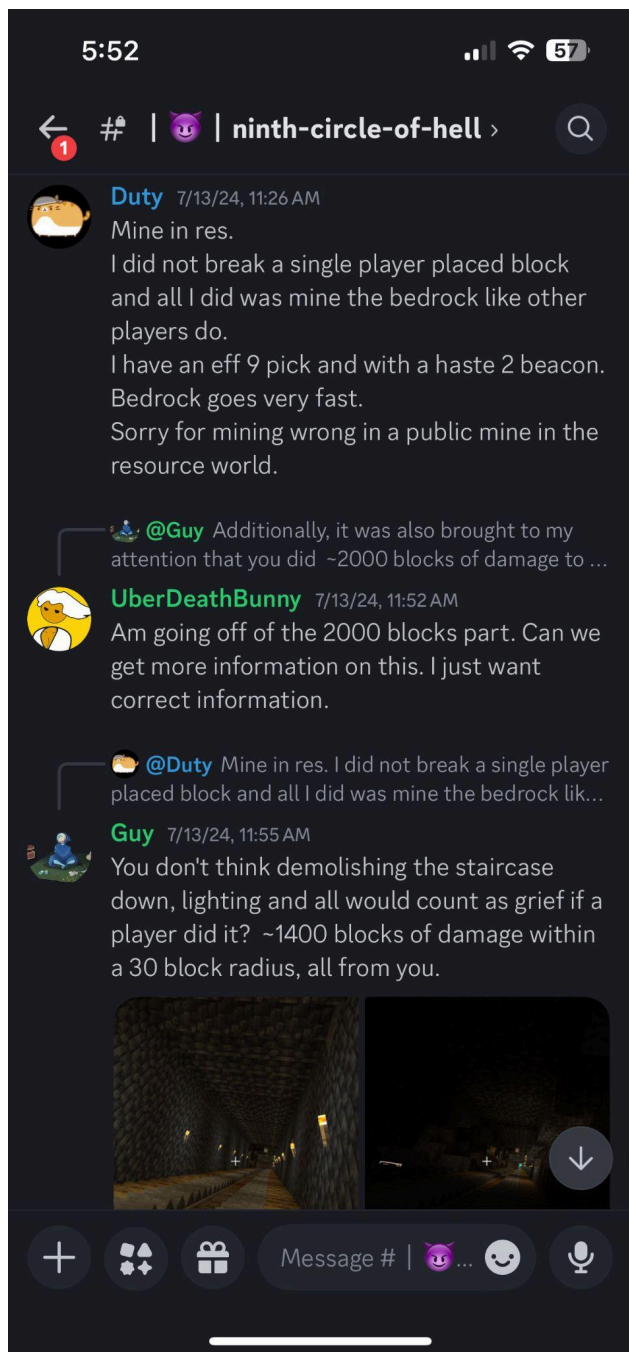 5:52
57
1
# | 😈 | ninth-circle-of-hell ›
Duty 7/13/24, 11:26 AM
Mine in res.
I did not break a single player placed block
and all I did was mine the bedrock like other
players do.
I have an eff 9 pick and with a haste 2 beacon.
Bedrock goes very fast.
Sorry for mining wrong in a public mine in the
resource world.
@Guy Additionally, it was also brought to my
attention that you did ~2000 blocks of damage to ...
UberDeathBunny 7/13/24, 11:52 AM
Am going off of the 2000 blocks part. Can we
get more information on this. I just want
correct information.
@Duty Mine in res. I did not break a single player
placed block and all I did was mine the bedrock lik...
Guy 7/13/24, 11:55 AM
You don't think demolishing the staircase
down, lighting and all would count as grief if a
player did it? ~1400 blocks of damage within
a 30 block radius, all from you.
Message # | 😈...